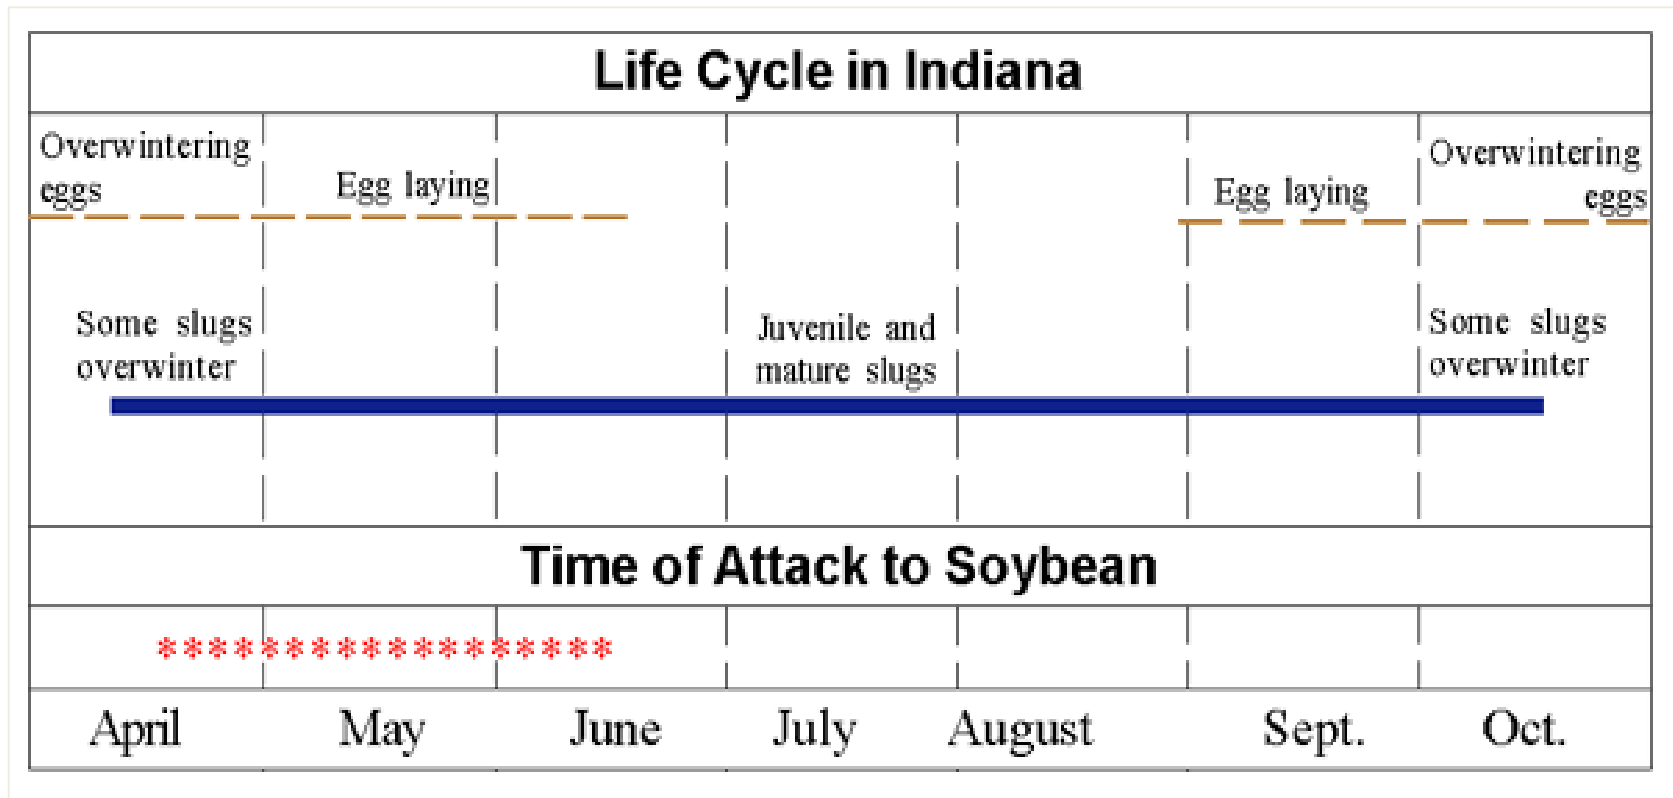 Life Cycle in Indiana
Overwintering
eggs
Egg laying
Egg laying
Overwintering
eggs
Some slugs
overwinter
Juvenile and
mature slugs
Some slugs
overwinter
Time of Attack to Soybean
******************
April May June July August Sept. Oct.